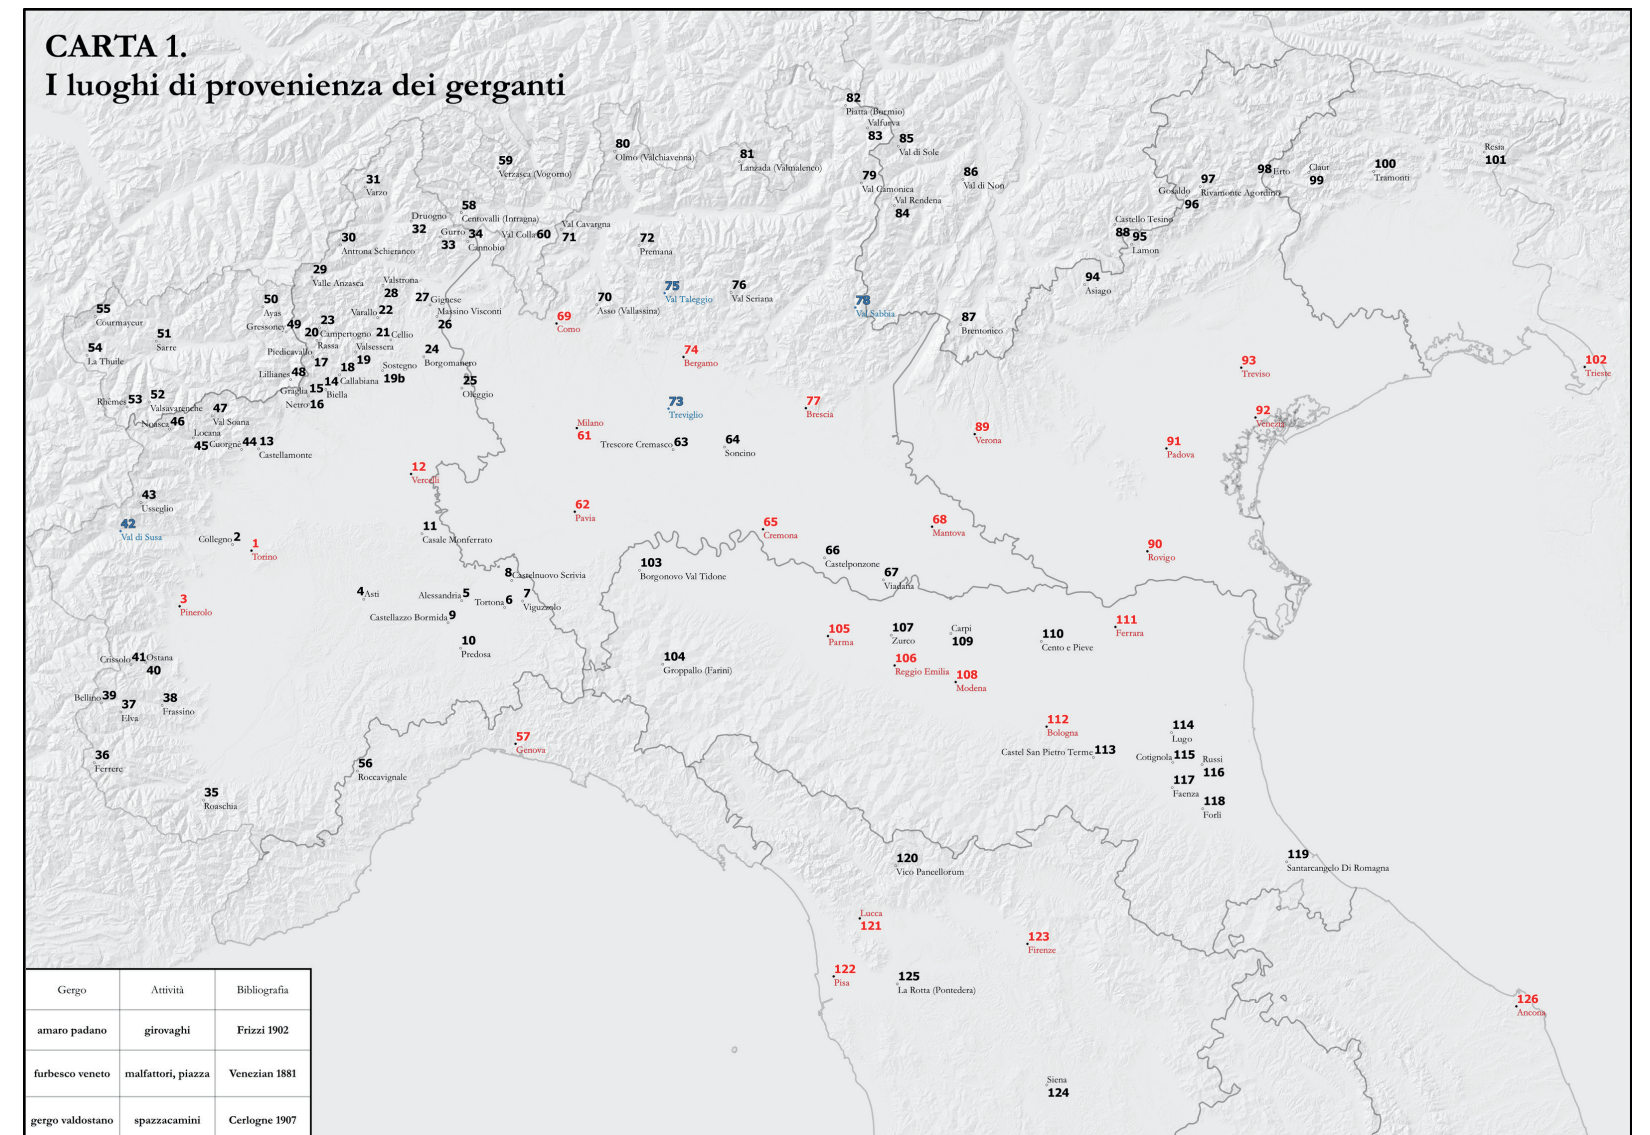 CARTA 1.
I luoghi di provenienza dei gerganti
82
Piatta (Bormio)
Valfurva
83
85
Val di Sole
80
Olmo (Valchiavenna)
81
Lanzada (Valmalenco)
59
Verzasca (Vogorno)
79
Val Camonica
Val Rendena
84
86
Val di Non
97
Rivamonte Agordino
Gosaldo
96
98 Erto
Claut
99
100
Tramonti
Resia
101
31
Varzo
58
Centovalli (Intragna)
Druogno
32
Gurro
33
34
Cannobio
Val Colla 60
Val Cavargna
71
72
Premana
Castello Tesino
88
95
Lamon
94
Asiago
30
Antrona Schieranco
29
Valle Anzasca
Valstrona
28
27 Gignese
Massino Visconti
26
Varallo 22
75
Val Taleggio
76
Val Seriana
70
Asso (Vallassina)
78
Val Sabbia
87
Brentonico
69
Como
74
Bergamo
55
Courmayeur
50
Ayas
Gressoney 49
51
Sarre
54
La Thuile
23
20 Campertogno
Rassa
21 Cellio
Valsessera
19
Piedicavallo
17
18
Callabiana
Sostegno
19b
24
Borgomanero
25
Oleggio
Lillianes 48
14
Biella
Graglia 15
Netro 16
Rhêmes 53
52
Valsavarenche
Noasca 46
47
Val Soana
Locana
45
Cuorgnè 44
13
Castellamonte
93
Treviso
102
Trieste
73
Treviglio
77
Brescia
Milano
61
Trescore Cremasco 63
64
Soncino
89
Verona
92
Venezia
91
Padova
12
Vercelli
43
Usseglio
42
Val di Susa
Collegno 2
1
Torino
11
Casale Monferrato
62
Pavia
65
Cremona
68
Mantova
90
Rovigo
66
Castelponzone
67
Viadana
103
Borgonovo Val Tidone
8 Castelnuovo Scrivia
3
Pinerolo
4 Asti
Alessandria 5
Tortona 6
7
Viguzzolo
Castellazzo Bormida 9
10
Predosa
105
Parma
107
Zurco
Carpi
109
110
Cento e Pieve
111
Ferrara
104
Groppallo (Farini)
106
Reggio Emilia
108
Modena
Crissolo 41 Ostana
40
Bellino 39
37
Elva
38
Frassino
36
Ferrere
35
Roaschia
56
Roccavignale
57
Genova
112
Bologna
Castel San Pietro Terme 113
114
Lugo
Cotignola 115
Russi
116
117
Faenza
118
Forlì
120
Vico Pancellorum
119
Santarcangelo Di Romagna
Lucca
121
123
Firenze
122
Pisa
125
La Rotta (Pontedera)
126
Ancona
Siena
124
Gergo Attività Bibliografia
amaro padano girovaghi Frizzi 1902
furbesco veneto malfattori, piazza Venezian 1881
gergo valdostano spazzacamini Cerlogne 1907